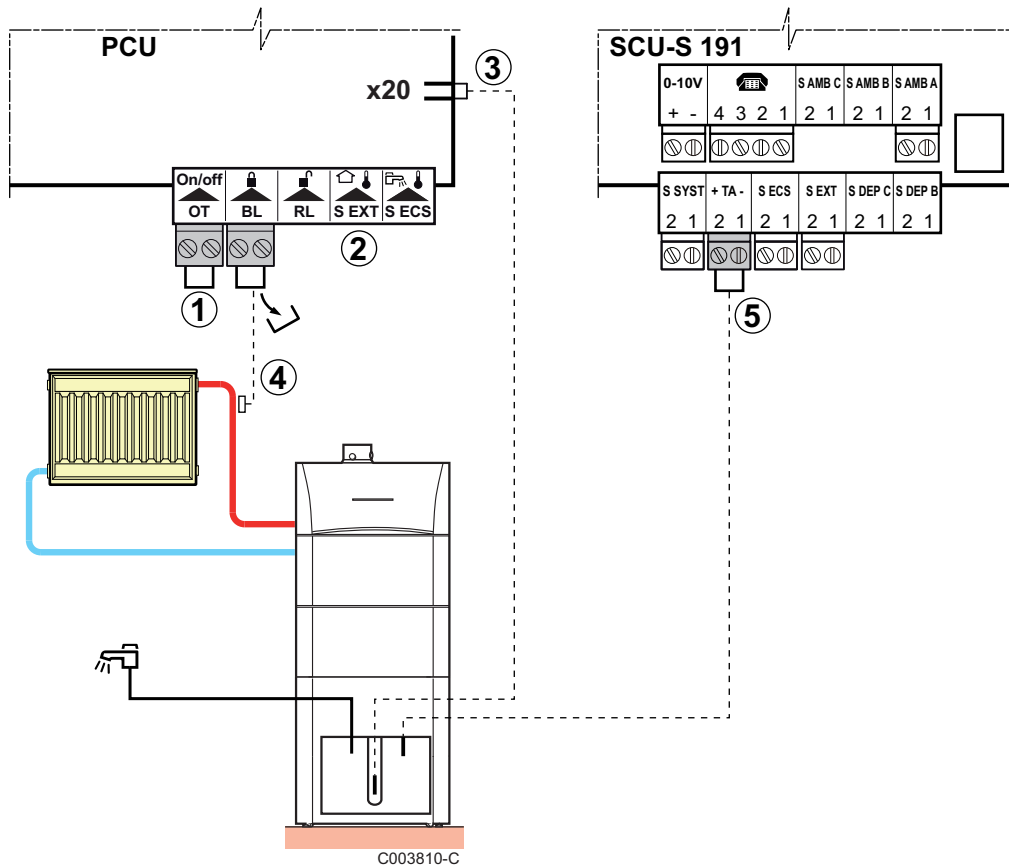 PCU
x20
3
On/off
OT
BL
RL
S EXT
S ECS
2
1
4
SCU-S 191
0-10V
S AMB C
S AMB B
S AMB A
+ -
4 3 2 1
2 1
2 1
2 1
S SYST
+ TA -
S ECS
S EXT
S DEP C
S DEP B
2 1
2 1
2 1
2 1
2 1
2 1
5
C003810-C